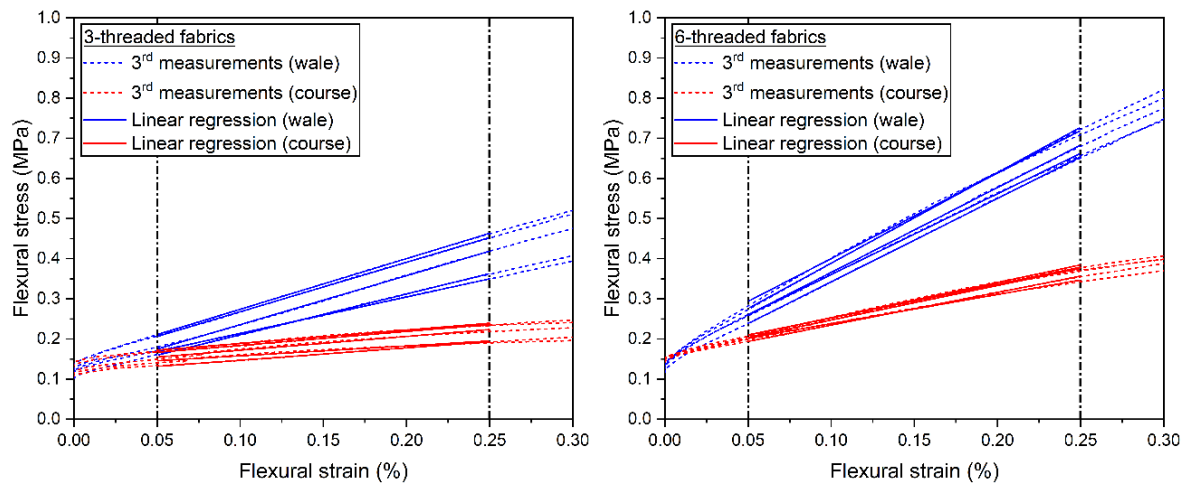 3-threaded fabrics
3rd measurements (wale)
3rd measurements (course)
Linear regression (wale)
Linear regression (course)
1.0
0.9
0.8
0.7
0.6
0.5
0.4
0.3
0.2
0.1
0.0
Flexural stress (MPa)
0.00 0.05 0.10 0.15 0.20 0.25 0.30
Flexural strain (%)
6-threaded fabrics
3rd measurements (wale)
3rd measurements (course)
Linear regression (wale)
Linear regression (course)
1.0
0.9
0.8
0.7
0.6
0.5
0.4
0.3
0.2
0.1
0.0
Flexural stress (MPa)
0.00 0.05 0.10 0.15 0.20 0.25 0.30
Flexural strain (%)